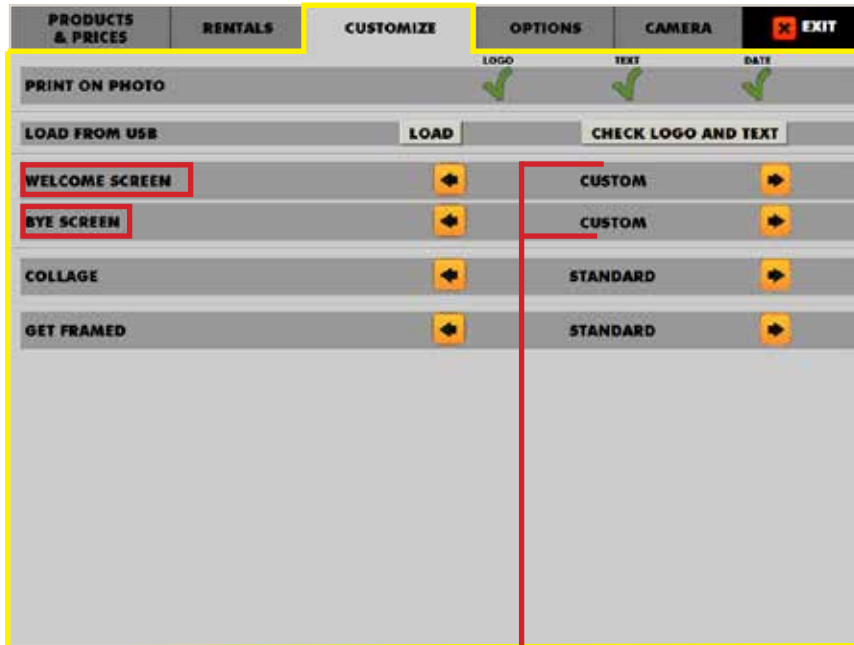 PRODUCTS
& PRICES
RENTALS
CUSTOMIZE
OPTIONS
CAMERA
EXIT
LOGO TEXT DATE
PRINT ON PHOTO
LOAD FROM USB LOAD CHECK LOGO AND TEXT
WELCOME SCREEN CUSTOM
BYE SCREEN CUSTOM
COLLAGE STANDARD
GET FRAMED STANDARD